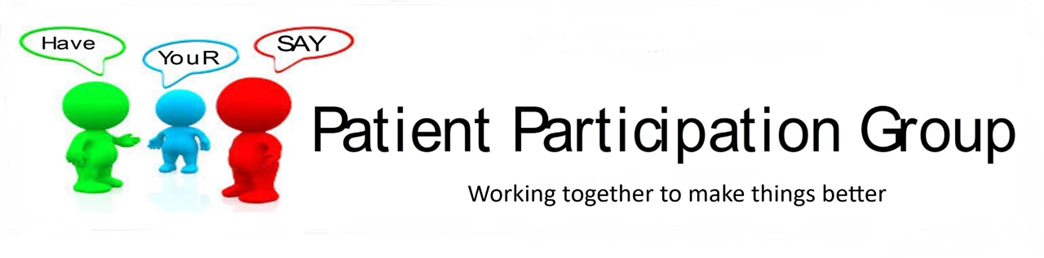 Have
YouR
SAY
Patient Participation Group
Working together to make things better